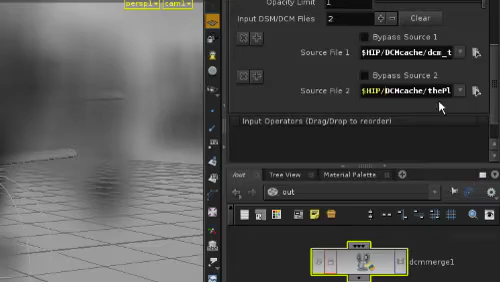 persp1 cam1
Opacity Limit 1
Input DSM/DCM Files 2 Clear
Bypass Source 1
Source File 1 $HIP/DCMcache/dcm_t
Bypass Source 2
Source File 2 $HIP/DCMcache/thePl
Input Operators (Drag/Drop to reorder)
/out Tree View Material Palette
out
dcmmerge1